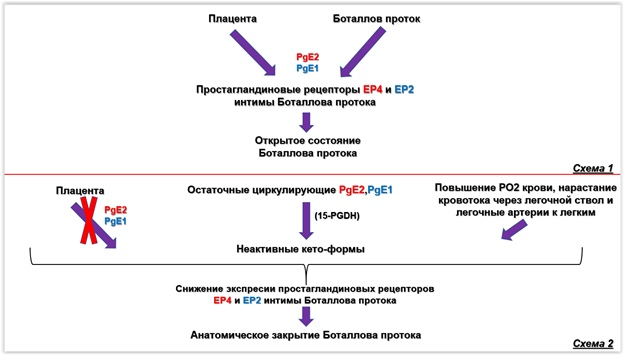 Плацента
Боталлов проток
PgE2
PgE1
Простагландиновые рецепторы EP4 и EP2
интимы Боталлова протока
Открытое состояние
Боталлова протока
Схема 1
Плацента
PgE2
PgE1
Остаточные циркулирующие PgE2,PgE1
(15-PGDH)
Неактивные кето-формы
Повышение PO2 крови, нарастание
кровотока через легочной ствол и
легочные артерии к легким
Снижение экспресии простагландиновых рецепторов
EP4 и EP2 интимы Боталлова протока
Анатомическое закрытие Боталлова протока
Схема 2